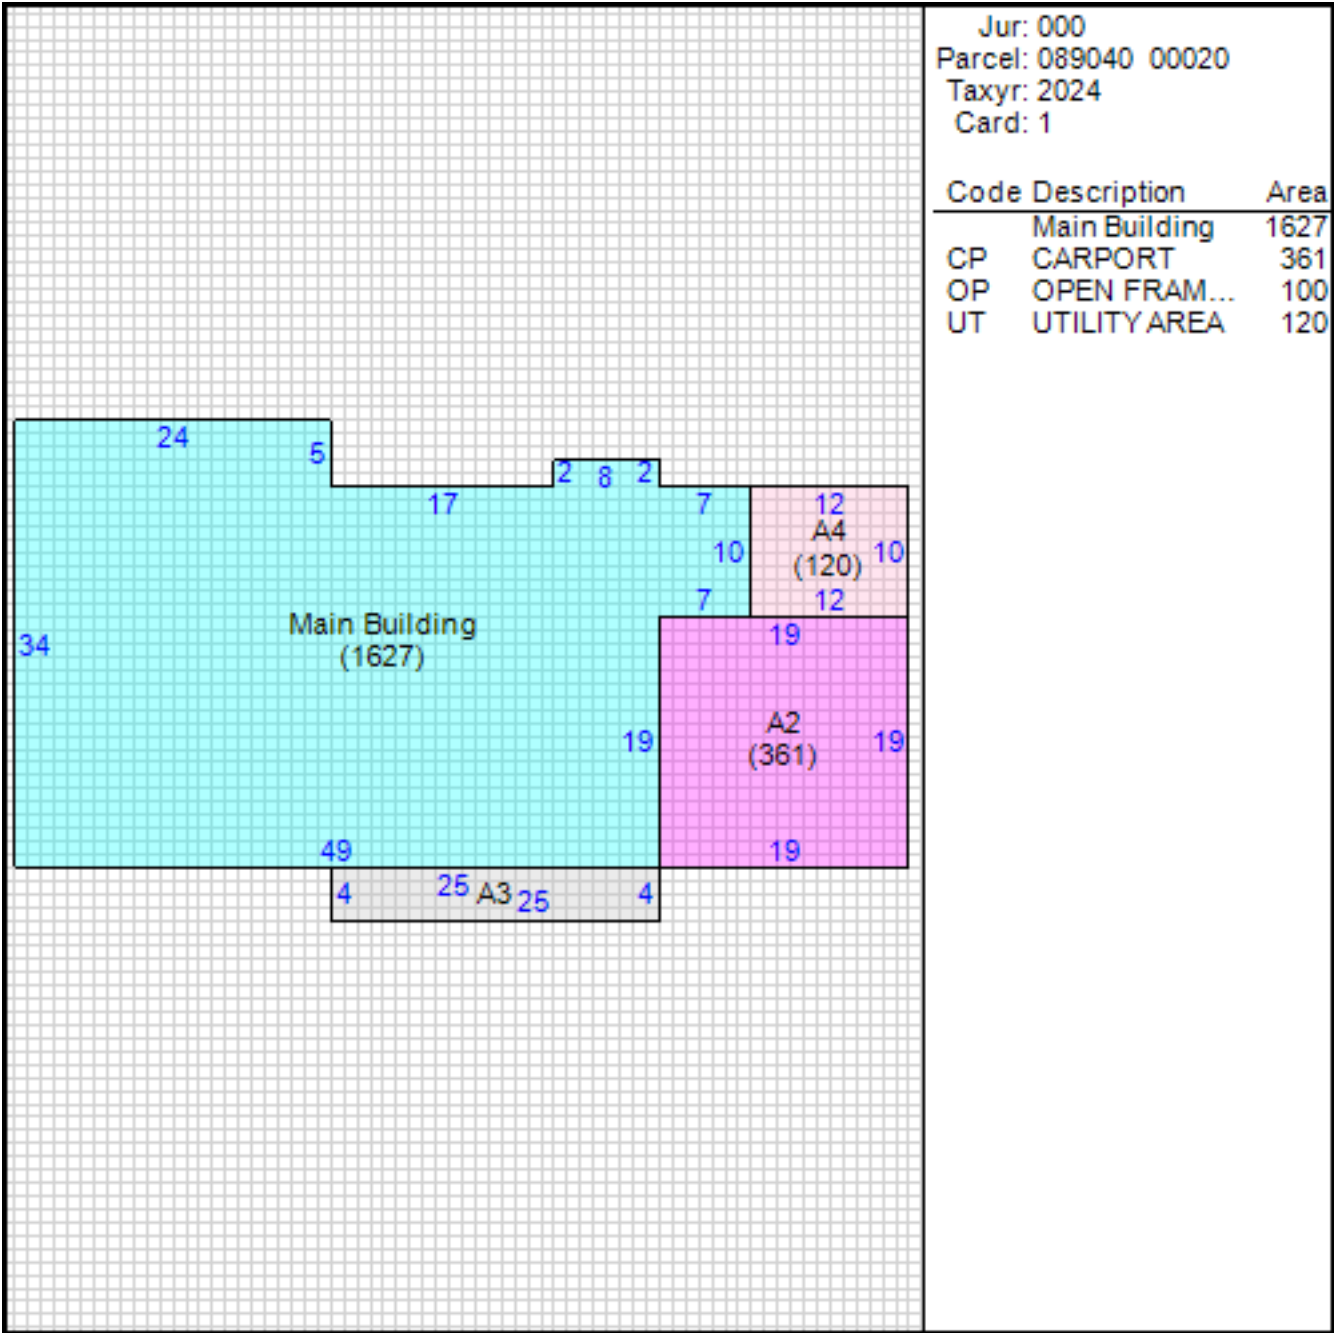 Jur: 000
Parcel: 089040 00020
Taxyr: 2024
Card: 1
Code Description Area
Main Building 1627
CP CARPORT 361
OP OPEN FRAM... 100
UT UTILITY AREA 120
24
5
2 8 2
17 7 12
A4
10 (120) 10
7 12
Main Building
(1627)
34
19
A2
(361)
19 19
49 19
4 25 A3 25 4